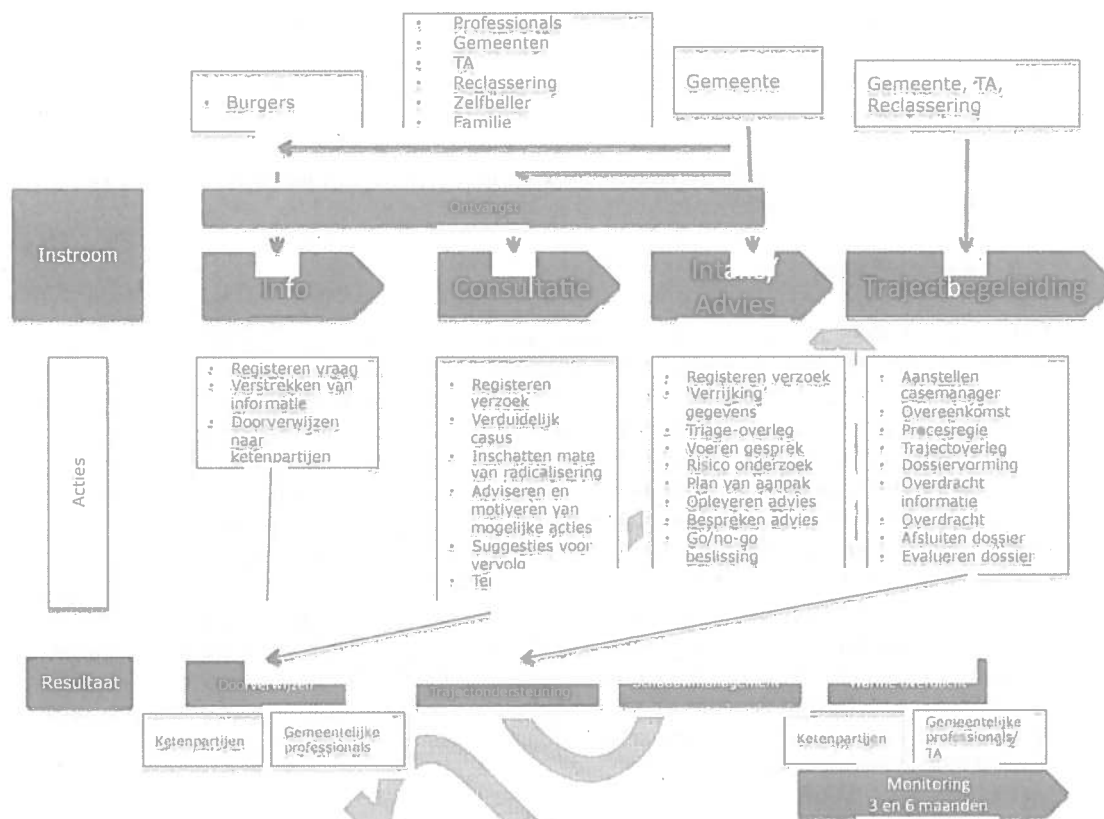 • Professionals
• Gemeenten
• TA
• Reclassering
• Zelfbeller
• Familie
• Burgers
Gemeente
Gemeente, TA,
Reclassering
Instroom
Ontvangst
Info
Consultatie
Advies
Trajectbegeleiding
Acties
• Registeren vraag
• Verstrekken van
informatie
• Doorverwijzen
naar
ketenpartijen
• Registeren
verzoek
• Verduidelijk
casus
• Inschatten mate
van radicalisering
• Adviseren en
motiveren van
mogelijke acties
• Suggesties voor
vervolg
• Registeren verzoek
• 'Verrijking'
gegevens
• Triage-overleg
• Voeren gesprek
• Risico onderzoek
• Plan van aanpak
• Opleveren advies
• Bespreken advies
• Go/no-go
beslissing
• Aanstellen
casemanager
• Overeenkomst
• Procesregie
• Trajectoverleg
• Dossiervorming
• Overdracht
informatie
• Overdracht
• Afsluiten dossier
• Evalueren dossier
Resultaat
Doorverwijzen
Trajectondersteuning
Ketenpartijen
Gemeentelijke
professionals
Ketenpartijen
Gemeentelijke
professionals/
TA
Monitoring
3 en 6 maanden